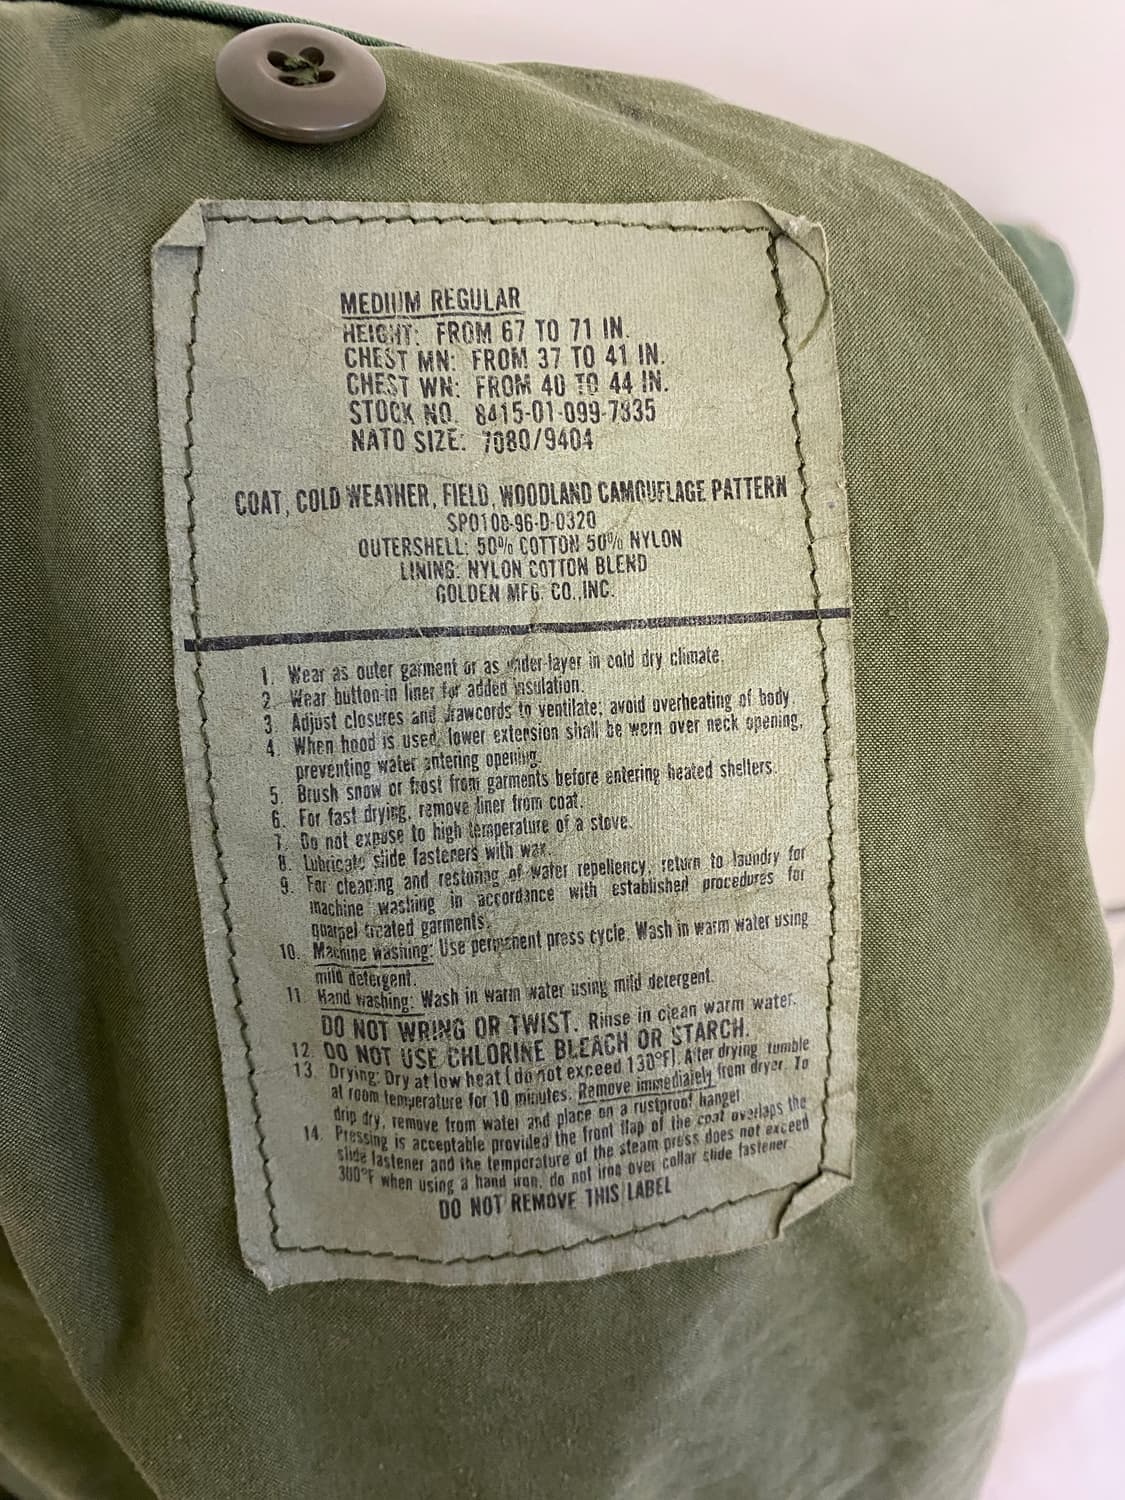 MEDIUM REGULAR
HEIGHT: FROM 67 TO 71 IN.
CHEST MN: FROM 37 TO 41 IN.
CHEST WN: FROM 40 TO 44 IN.
STOCK NO. 8415-01-099-7835
NATO SIZE: 7080/9404
COAT, COLD WEATHER, FIELD, WOODLAND CAMOUFLAGE PATTERN
SPO100-96-D-0320
OUTERSHELL: 50% COTTON 50% NYLON
LINING: NYLON COTTON BLEND
GOLDEN MFG. CO., INC.
1. Wear as outer garment or as under-layer in cold dry climate.
2. Wear button-in liner for added insulation.
3. Adjust closures and drawcords to ventilate; avoid overheating of body
4. When hood is used, lower extension shall be worn over neck opening,
preventing water entering opening.
5. Brush snow or frost from garments before entering heated shelters.
6. For fast drying, remove liner from coat.
7. Do not expose to high temperature of a stove.
8. Lubricate slide fasteners with wax.
9. For cleaning and restoring of water repellency, return to laundry for
machine washing in accordance with established procedures for
quarpel treated garments.
10. Machine washing: Use permanent press cycle. Wash in warm water using
mild detergent.
11. Hand washing: Wash in warm water using mild detergent.
DO NOT WRING OR TWIST. Rinse in clean warm water.
12. DO NOT USE CHLORINE BLEACH OR STARCH.
13. Drying: Dry at low heat (do not exceed 130°F). After drying tumble
at room temperature for 10 minutes. Remove immediately from dryer. To
drip dry, remove from water and place on a rustproof hanger
14. Pressing is acceptable provided the front flap of the coat overlaps the
slide fastener and the temperature of the steam press does not exceed
300°F when using a hand iron, do not iron over collar slide fastener
DO NOT REMOVE THIS LABEL